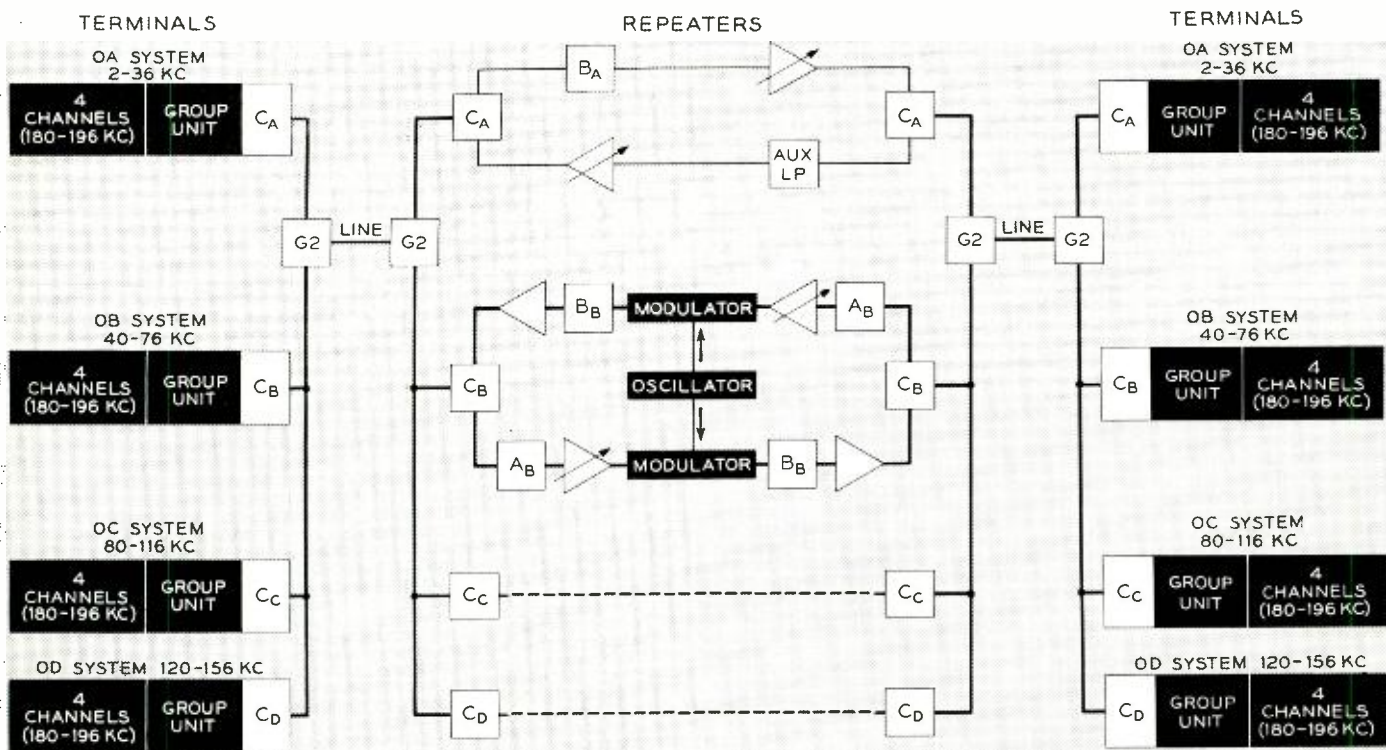 TERMINALS
REPEATERS
TERMINALS
OA SYSTEM
2-36 KC
4
CHANNELS
(180-196 KC)
GROUP
UNIT
CA
G2
LINE
G2
CA
BA
AUX
LP
CA
G2
LINE
G2
OA SYSTEM
2-36 KC
CA
GROUP
UNIT
4
CHANNELS
(180-196 KC)
OB SYSTEM
40-76 KC
4
CHANNELS
(180-196 KC)
GROUP
UNIT
CB
CB
BB
MODULATOR
AB
OSCILLATOR
AB
MODULATOR
BB
CB
OB SYSTEM
40-76 KC
CB
GROUP
UNIT
4
CHANNELS
(180-196 KC)
OC SYSTEM
80-116 KC
4
CHANNELS
(180-196 KC)
GROUP
UNIT
CC
CC
CC
OC SYSTEM
80-116 KC
CC
GROUP
UNIT
4
CHANNELS
(180-196 KC)
OD SYSTEM 120-156 KC
4
CHANNELS
(180-196 KC)
GROUP
UNIT
CD
CD
CD
OD SYSTEM 120-156 KC
CD
GROUP
UNIT
4
CHANNELS
(180-196 KC)